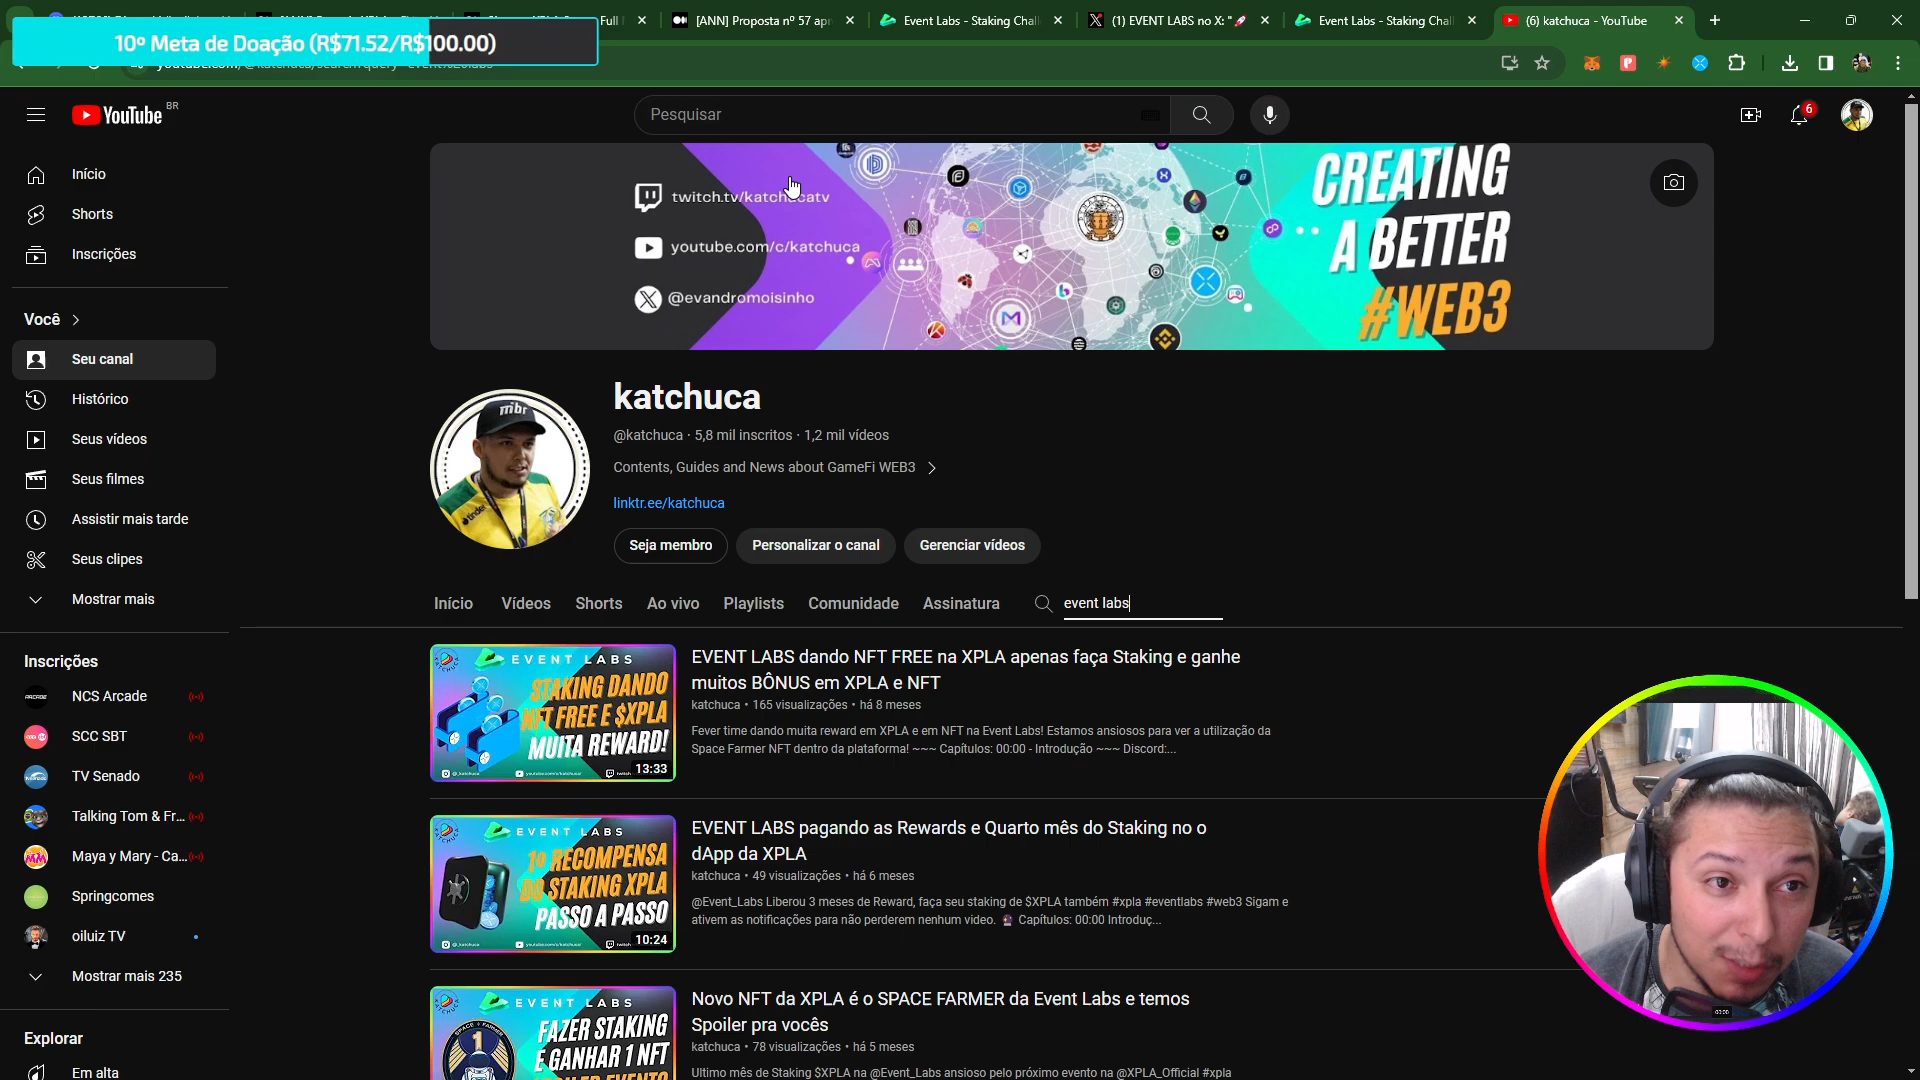 10º Meta de Doação (R$71.52/R$100.00)
Full
[ANN] Proposta nº 57 apr
Event Labs - Staking Chall
(1) EVENT LABS no X: "🚀
Event Labs - Staking Chall
(6) katchuca - YouTube
YouTube BR
Pesquisar
6
Início
Shorts
Inscrições
Você
Seu canal
Histórico
Seus vídeos
Seus filmes
Assistir mais tarde
Seus clipes
Mostrar mais
Inscrições
NCS Arcade
SCC SBT
TV Senado
Talking Tom & Fr...
Maya y Mary - Ca...
Springcomes
oiluiz TV
Mostrar mais 235
Explorar
Em alta
twitch.tv/katchucatv
youtube.com/c/katchuca
@evandromoisinho
CREATING
A BETTER
#WEB3
mibr
tinder
katchuca
@katchuca · 5,8 mil inscritos · 1,2 mil vídeos
Contents, Guides and News about GameFi WEB3
linktr.ee/katchuca
Seja membro
Personalizar o canal
Gerenciar vídeos
Início
Vídeos
Shorts
Ao vivo
Playlists
Comunidade
Assinatura
event labs
EVENT LABS
STAKING DANDO
NFT FREE E $XPLA
MUITA REWARD!
13:33
EVENT LABS dando NFT FREE na XPLA apenas faça Staking e ganhe
muitos BÔNUS em XPLA e NFT
katchuca • 165 visualizações • há 8 meses
Fever time dando muita reward em XPLA e em NFT na Event Labs! Estamos ansiosos para ver a utilização da
Space Farmer NFT dentro da plataforma! ~~~ Capítulos: 00:00 - Introdução ~~~ Discord:...
EVENT LABS
1º RECOMPENSA
DO STAKING XPLA
PASSO A PASSO
10:24
EVENT LABS pagando as Rewards e Quarto mês do Staking no o
dApp da XPLA
katchuca • 49 visualizações • há 6 meses
@Event_Labs Liberou 3 meses de Reward, faça seu staking de $XPLA também #xpla #eventlabs #web3 Sigam e
ativem as notificações para não perderem nenhum video. 🔮 Capítulos: 00:00 Introduç...
EVENT LABS
FAZER STAKING
E GANHAR 1 NFT
Novo NFT da XPLA é o SPACE FARMER da Event Labs e temos
Spoiler pra vocês
katchuca • 78 visualizações • há 5 meses
Ultimo mês de Staking $XPLA na @Event_Labs ansioso pelo próximo evento na @XPLA_Official #xpla